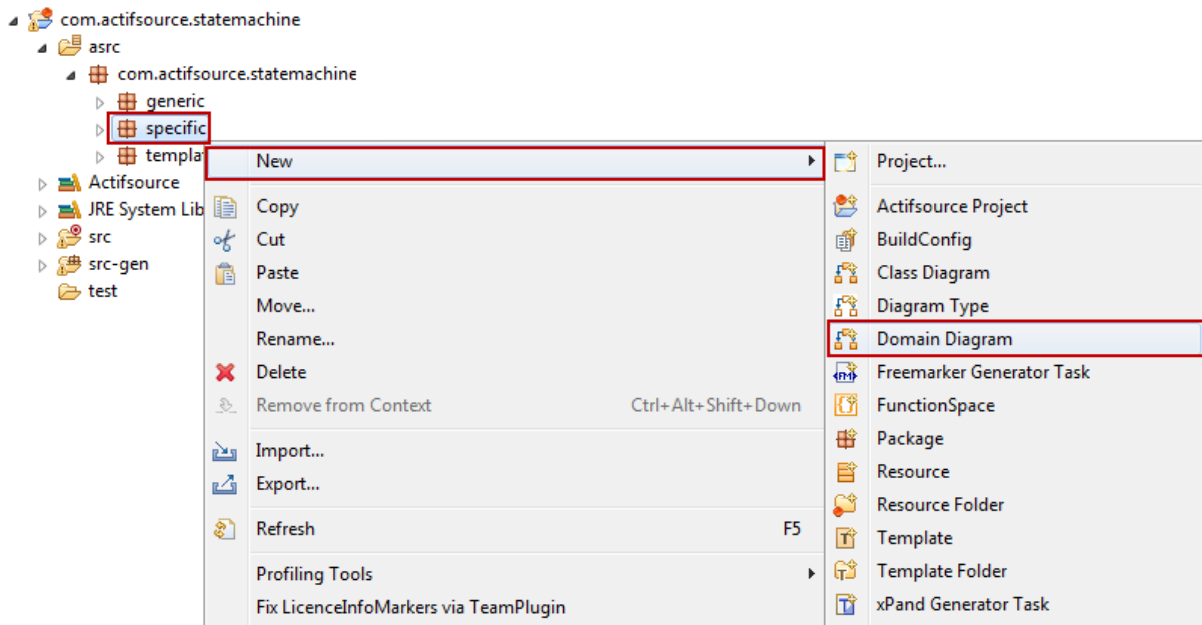 com.actifsource.statemachine
asrc
com.actifsource.statemachine
generic
specific
templa
Actifsource
JRE System Lib
src
src-gen
test
New
Copy
Cut
Paste
Move...
Rename...
Delete
Remove from Context Ctrl+Alt+Shift+Down
Import...
Export...
Refresh F5
Profiling Tools
Fix LicenceInfoMarkers via TeamPlugin
Project...
Actifsource Project
BuildConfig
Class Diagram
Diagram Type
Domain Diagram
Freemarker Generator Task
FunctionSpace
Package
Resource
Resource Folder
Template
Template Folder
xPand Generator Task